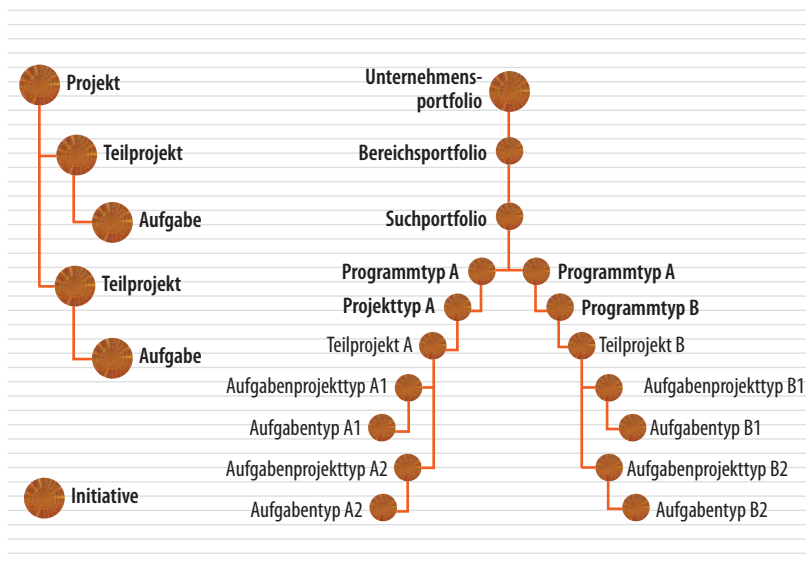 Projekt
Teilprojekt
Aufgabe
Teilprojekt
Aufgabe
Initiative
Unternehmens-
portfolio
Bereichsportfolio
Suchportfolio
Programmtyp A
Programmtyp A
Projekttyp A
Programmtyp B
Teilprojekt A
Teilprojekt B
Aufgabenprojekttyp A1
Aufgabenprojekttyp B1
Aufgabentyp A1
Aufgabentyp B1
Aufgabenprojekttyp A2
Aufgabenprojekttyp B2
Aufgabentyp A2
Aufgabentyp B2